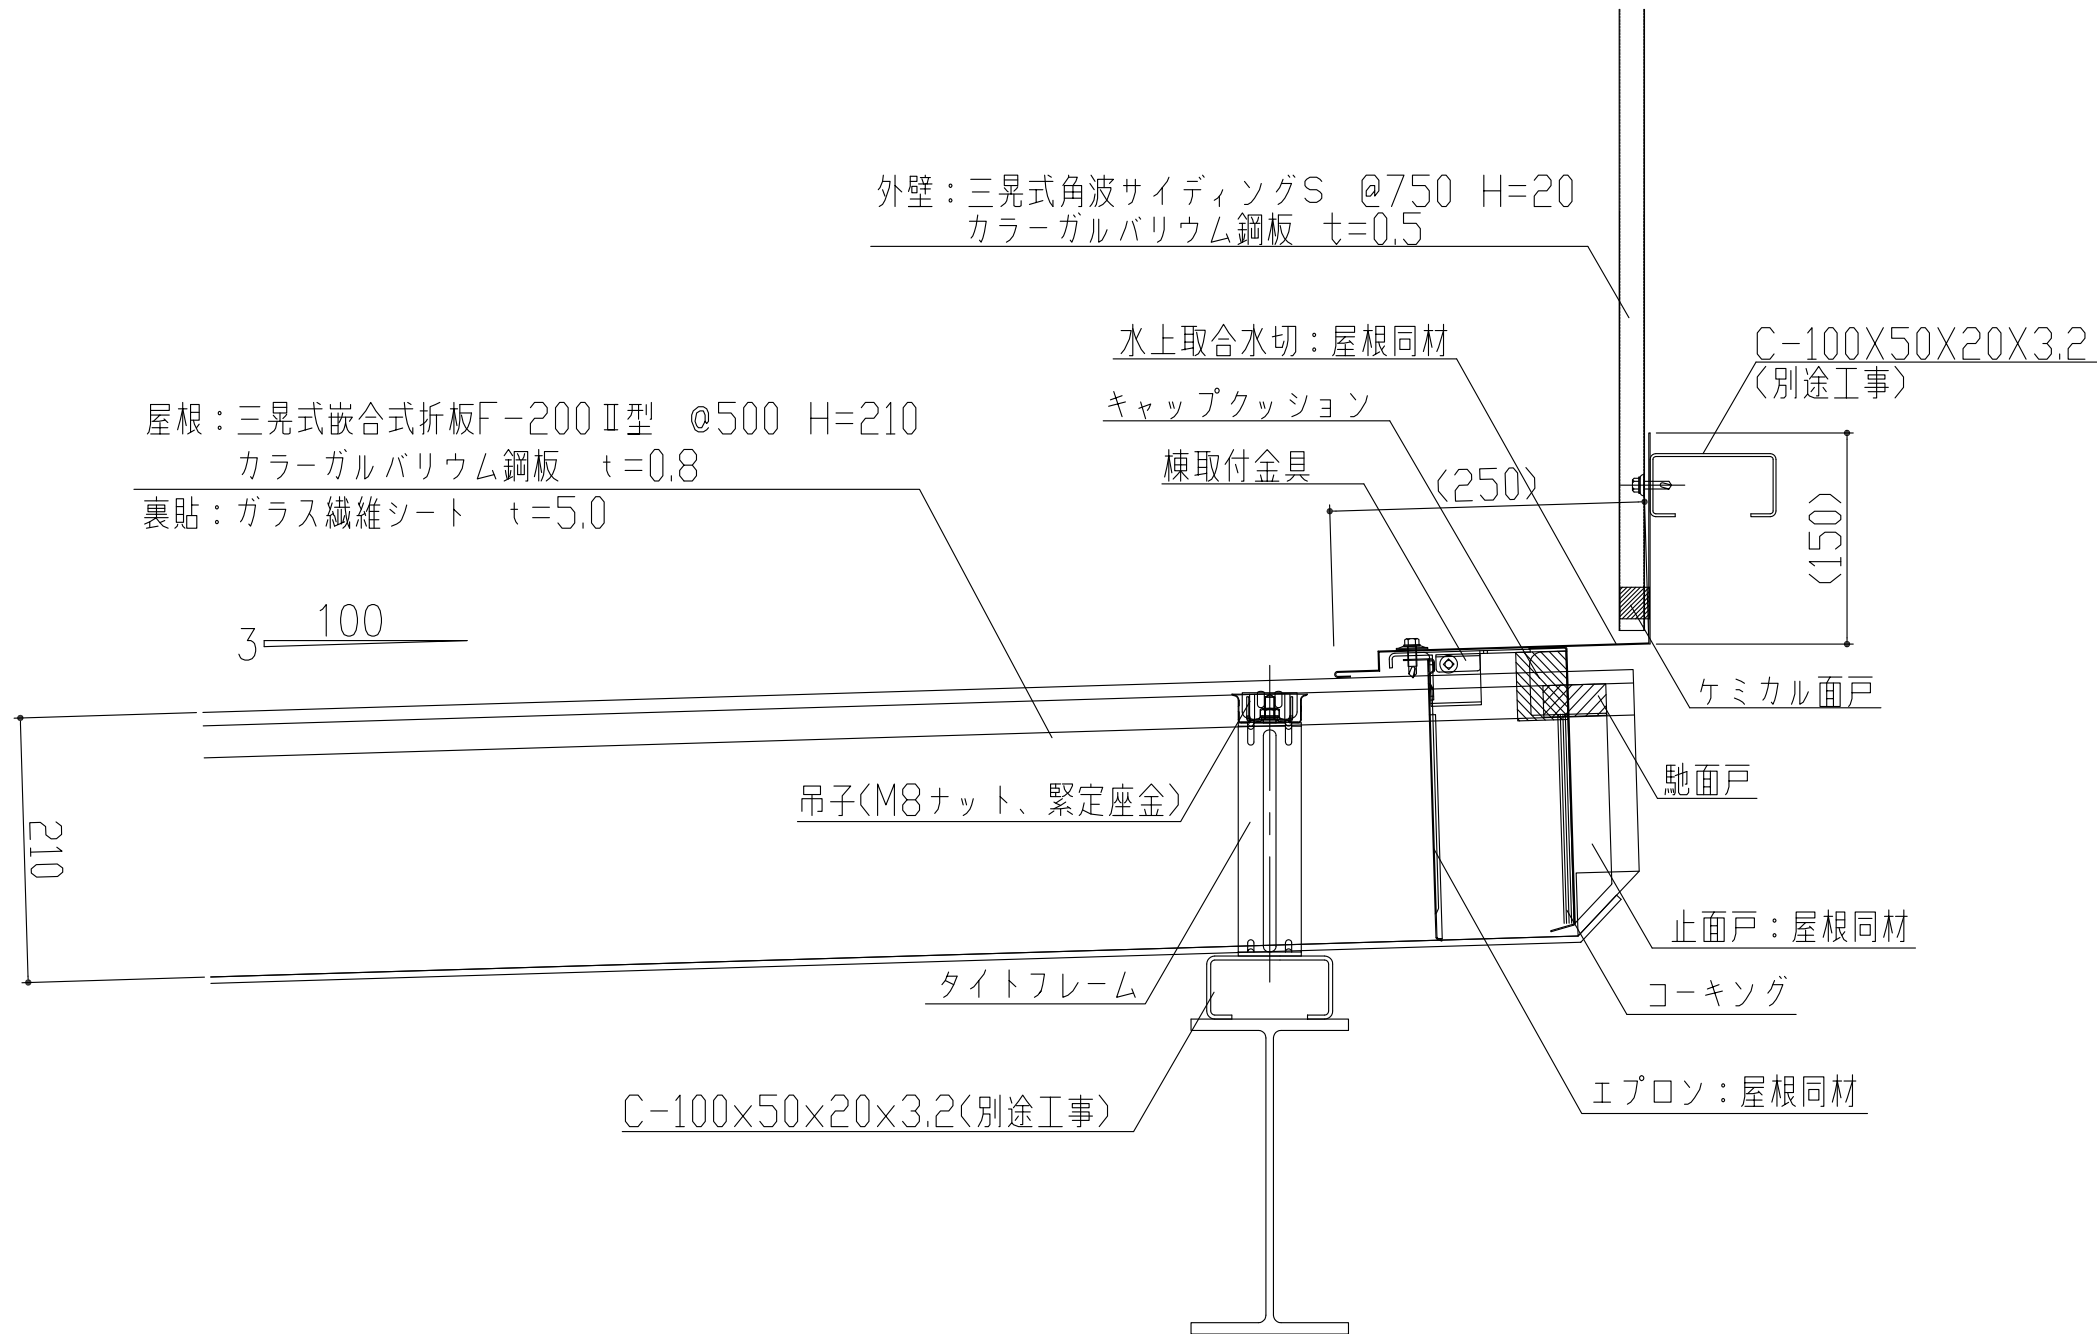 外壁：三晃式角波サイディングS @750 H=20
カラーガルバリウム鋼板 t=0.5
水上取合水切：屋根同材
C-100X50X20X3.2
(別途工事)
キャップクッション
屋根：三晃式嵌合式折板F-200Ⅱ型 @500 H=210
カラーガルバリウム鋼板 t=0.8
裏貼：ガラス繊維シート t=5.0
棟取付金具
(250)
(150)
100
3
ケミカル面戸
馳面戸
吊子(M8ナット、緊定座金)
210
止面戸：屋根同材
タイトフレーム
コーキング
エプロン：屋根同材
C-100x50x20x3.2(別途工事)